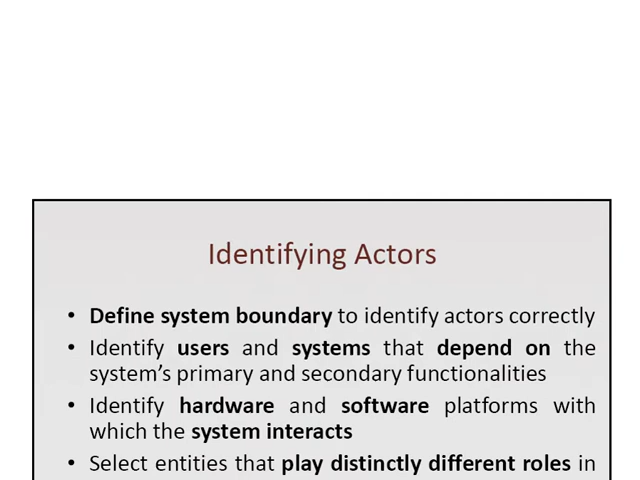 Identifying Actors
• Define system boundary to identify actors correctly
• Identify users and systems that depend on the
system's primary and secondary functionalities
• Identify hardware and software platforms with
which the system interacts
• Select entities that play distinctly different roles in